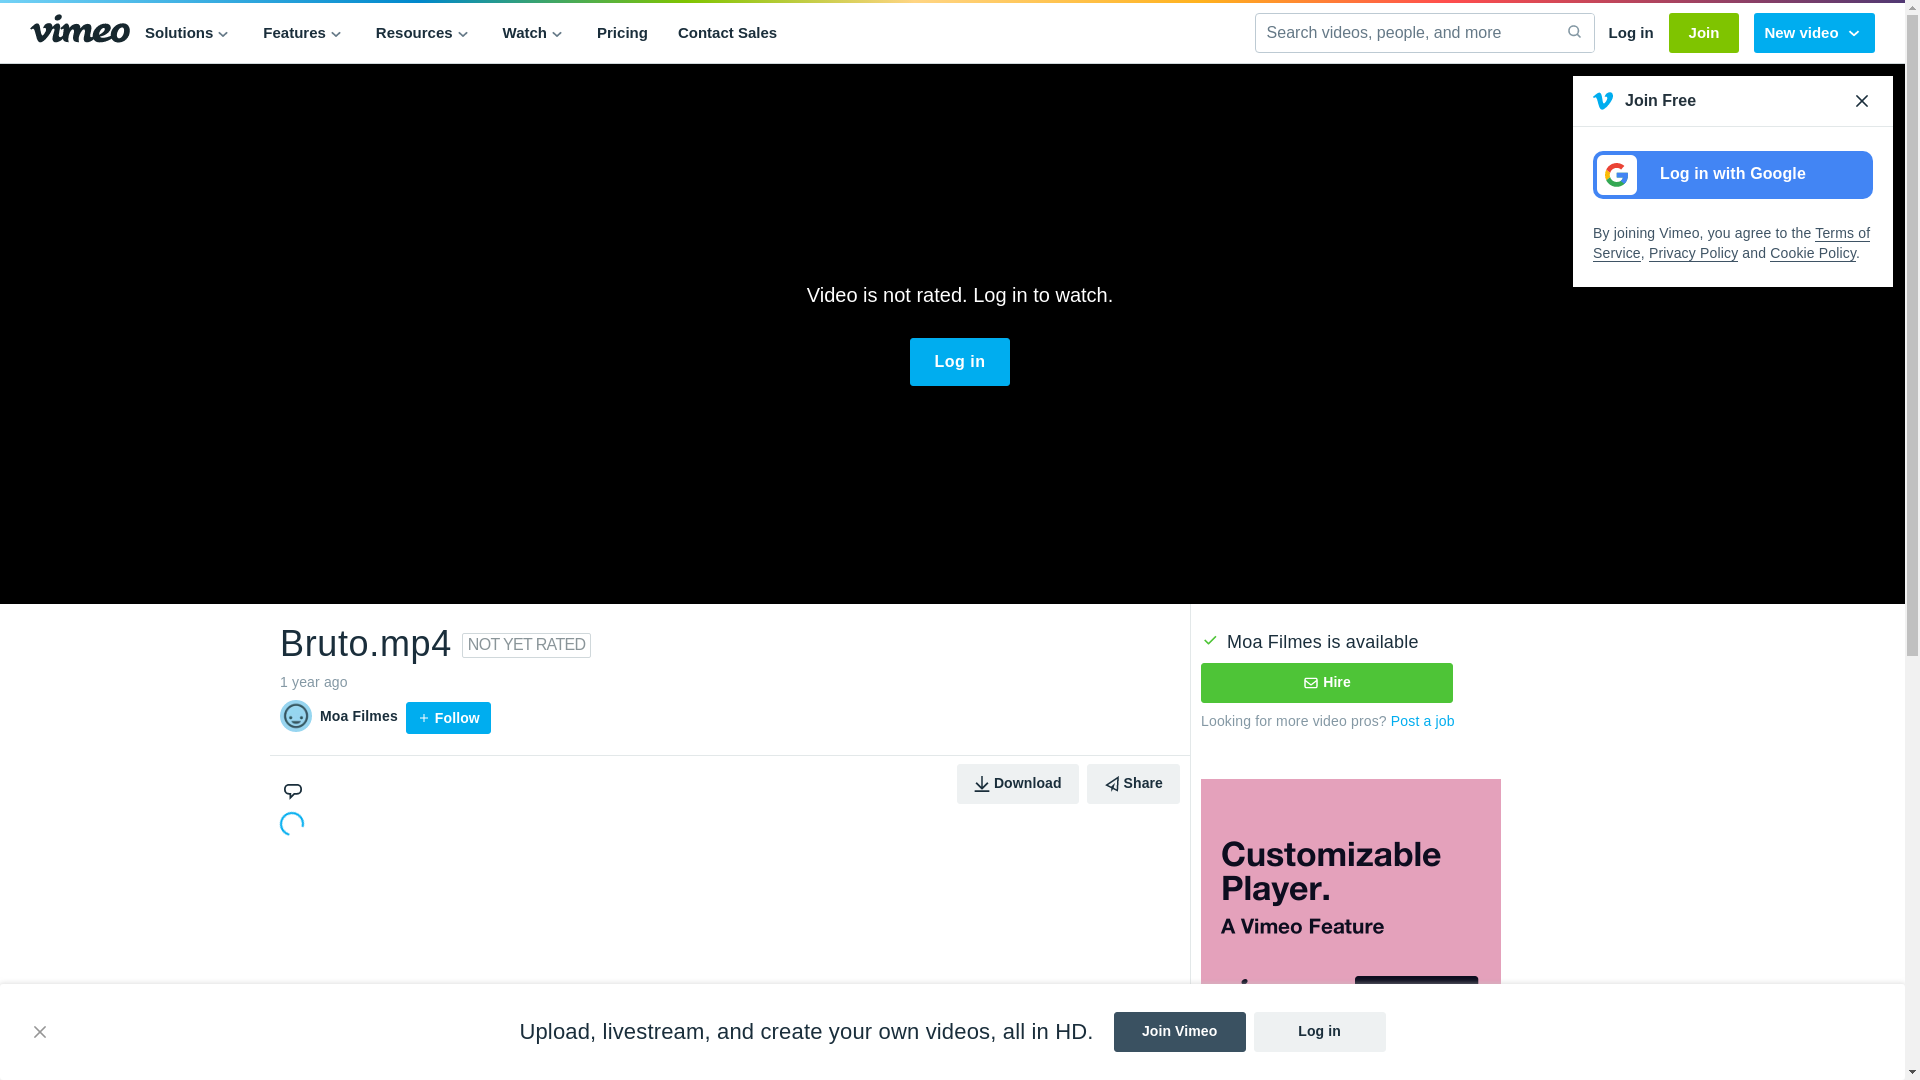 vimeo
Solutions
Features
Resources
Watch
Pricing
Contact Sales
Search videos, people, and more
Log in
Join
New video
Join Free
Log in with Google
By joining Vimeo, you agree to the Terms of
Service, Privacy Policy and Cookie Policy.
Video is not rated. Log in to watch.
Log in
Bruto.mp4
NOT YET RATED
1 year ago
Moa Filmes
+ Follow
Download
Share
Moa Filmes is available
Hire
Looking for more video pros? Post a job
Customizable
Player.
A Vimeo Feature
Upload, livestream, and create your own videos, all in HD.
Join Vimeo
Log in